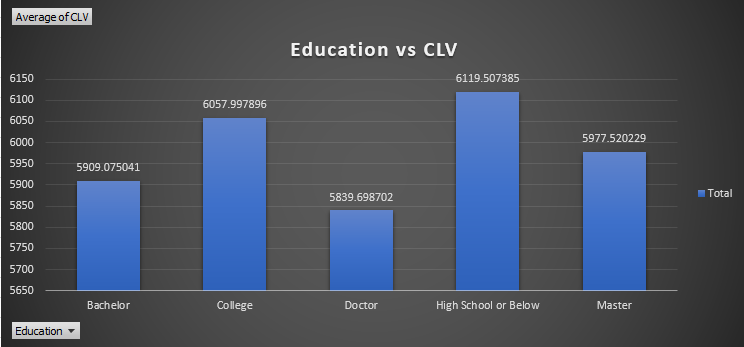 Average of CLV
Education vs CLV
6150
6100
6050
6000
5950
5900
5850
5800
5750
5700
5650
5909.075041
6057.997896
5839.698702
6119.507385
5977.520229
Bachelor
College
Doctor
High School or Below
Master
Total
Education